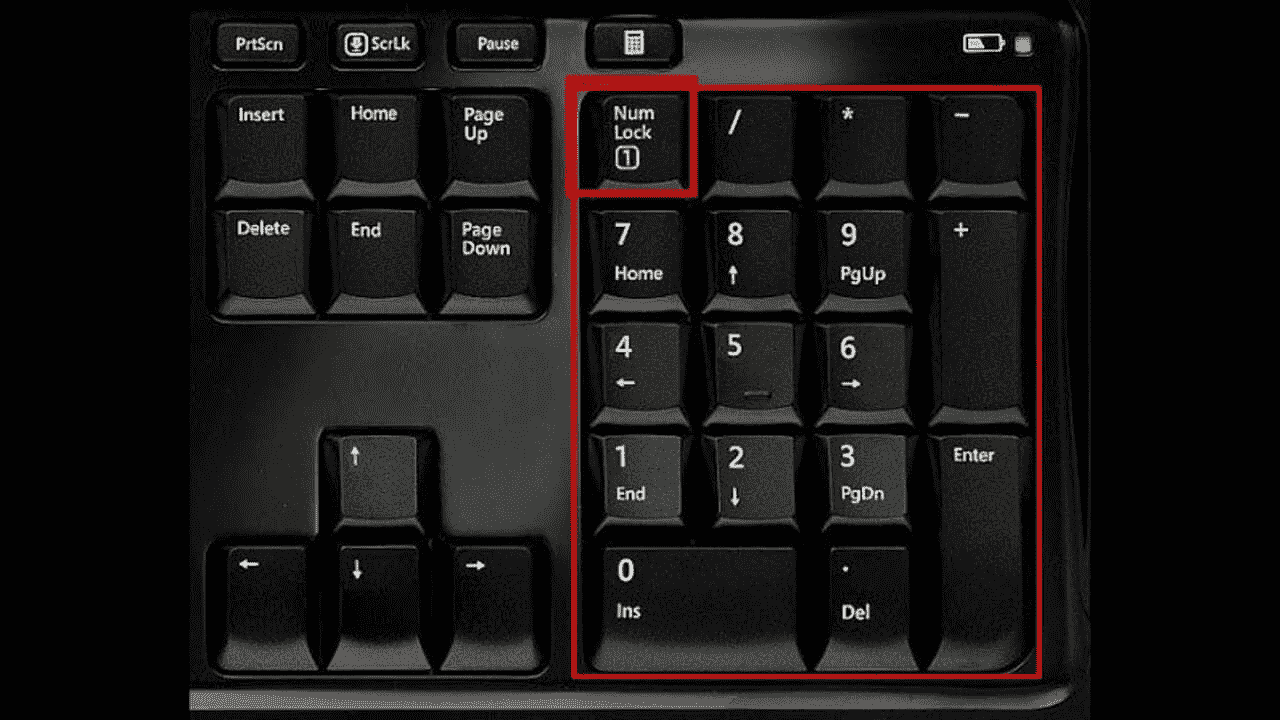 PrtScn
ScrLk
Pause
Insert
Home
Page
Up
Num
Lock
1
/
*
-
Delete
End
Page
Down
7
Home
8
↑
9
PgUp
+
4
←
5
6
→
↑
1
End
2
↓
3
PgDn
Enter
←
↓
→
0
Ins
.
Del